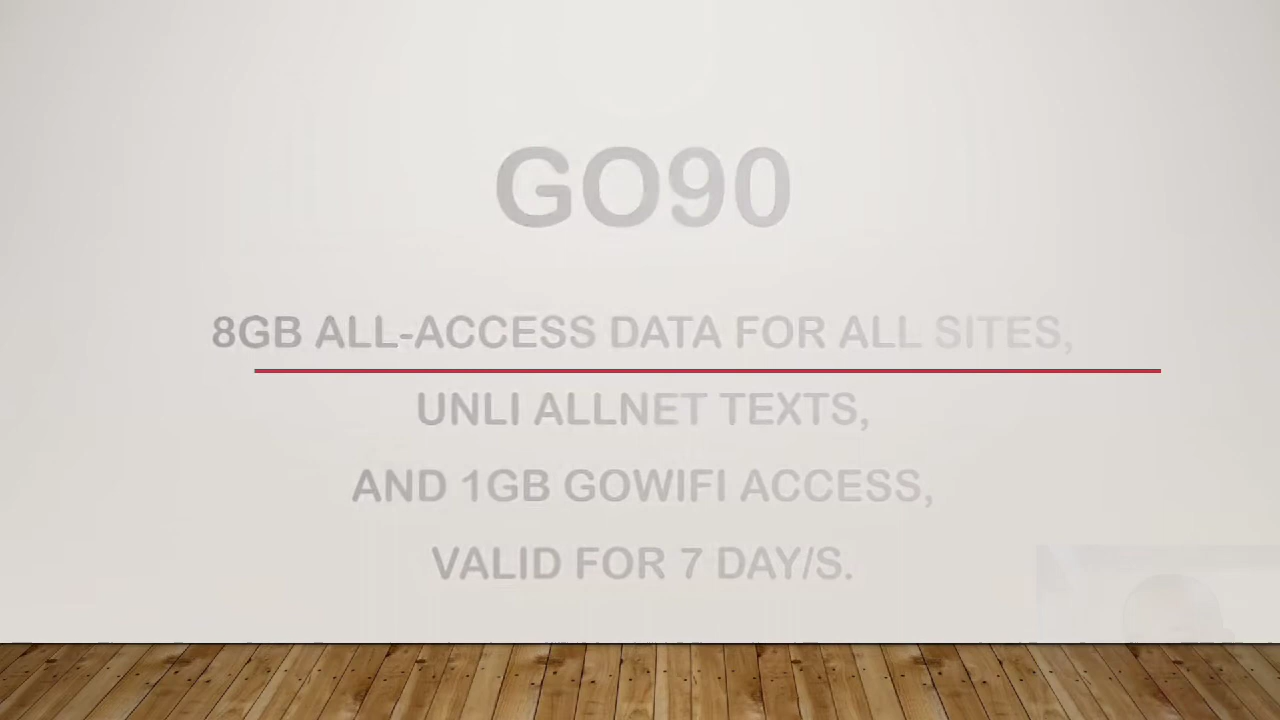 GO90
8GB ALL-ACCESS DATA FOR ALL SITES,
UNLI ALLNET TEXTS,
AND 1GB GOWIFI ACCESS,
VALID FOR 7 DAY/S.